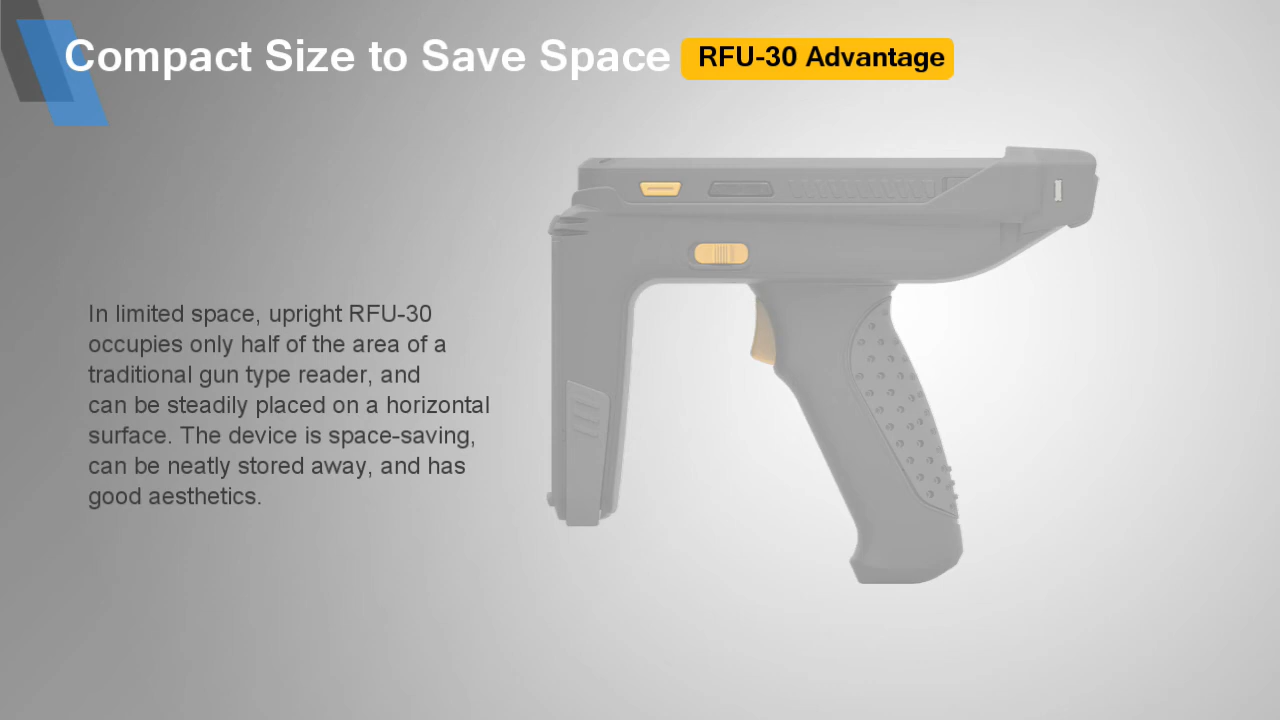 Compact Size to Save Space RFU-30 Advantage
In limited space, upright RFU-30
occupies only half of the area of a
traditional gun type reader, and
can be steadily placed on a horizontal
surface. The device is space-saving,
can be neatly stored away, and has
good aesthetics.